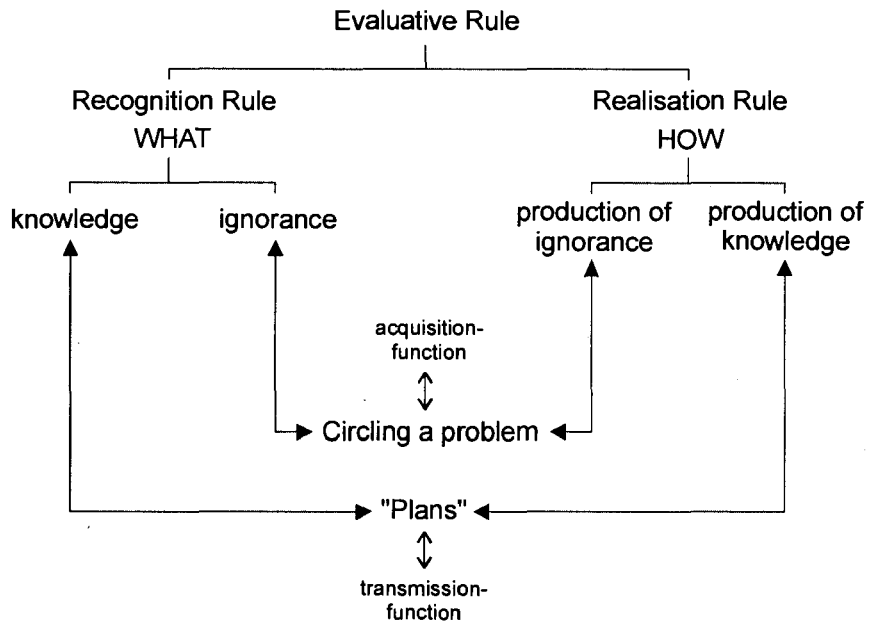 Evaluative Rule
Recognition Rule
WHAT
Realisation Rule
HOW
knowledge
ignorance
production of
ignorance
production of
knowledge
acquisition-
function
Circling a problem
"Plans"
transmission-
function